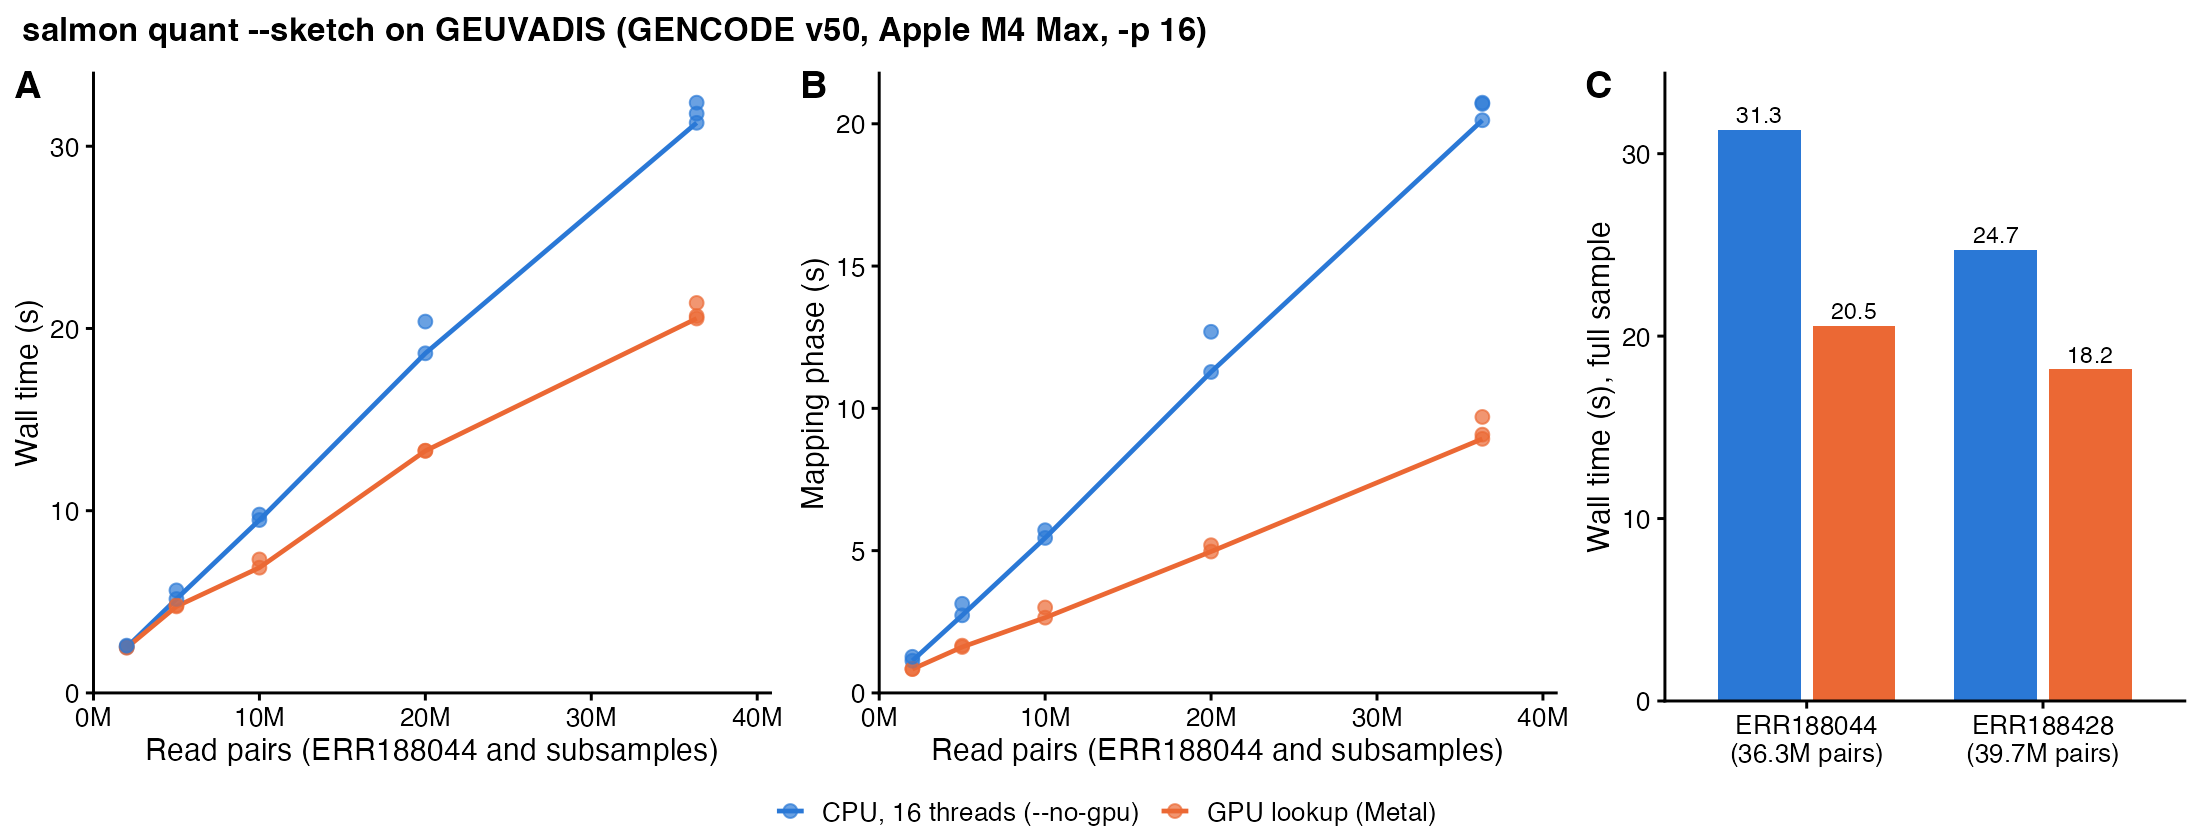 salmon quant --sketch on GEUVADIS (GENCODE v50, Apple M4 Max, -p 16)
A
Wall time (s)
30
20
10
0
0M
10M
20M
30M
40M
Read pairs (ERR188044 and subsamples)
B
Mapping phase (s)
20
15
10
5
0
0M
10M
20M
30M
40M
Read pairs (ERR188044 and subsamples)
C
Wall time (s), full sample
30
20
10
0
31.3
20.5
24.7
18.2
ERR188044
(36.3M pairs)
ERR188428
(39.7M pairs)
CPU, 16 threads (--no-gpu)
GPU lookup (Metal)